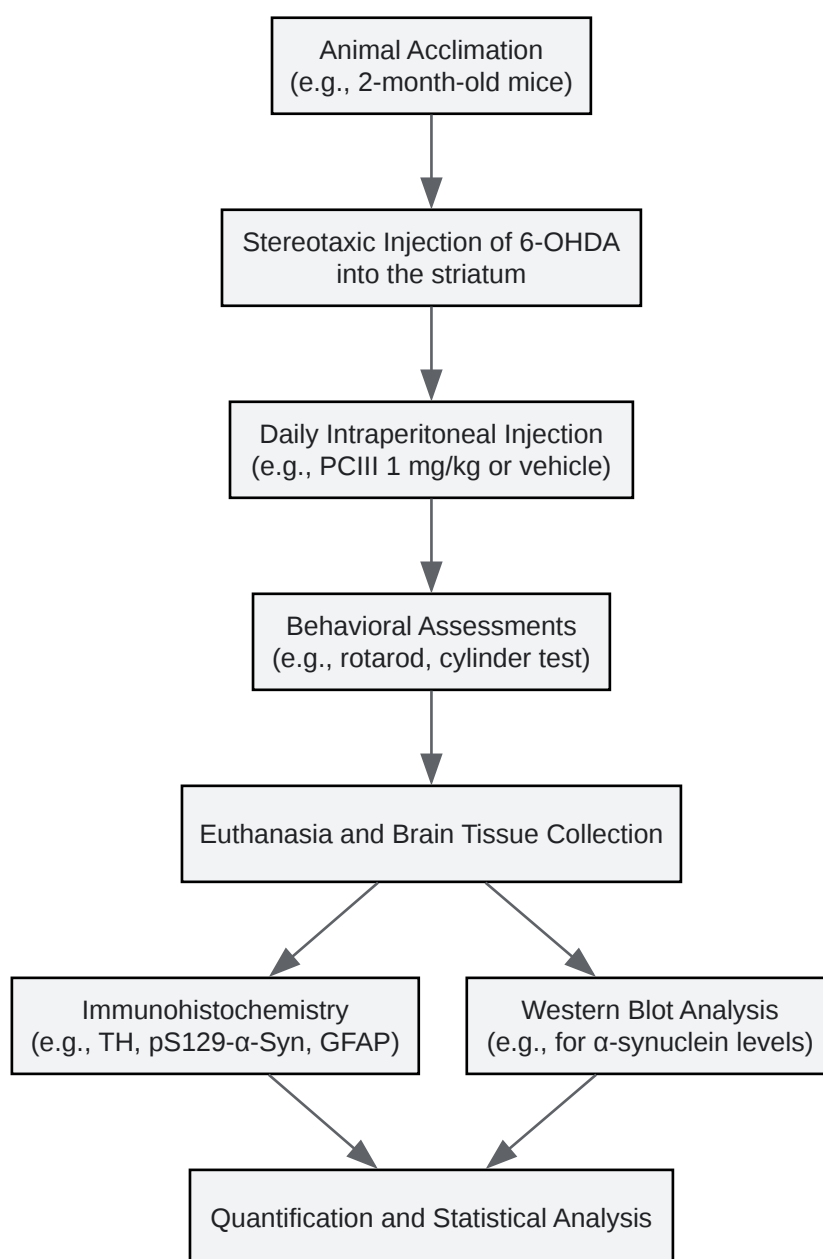 Animal Acclimation
(e.g., 2-month-old mice)
Stereotaxic Injection of 6-OHDA
into the striatum
Daily Intraperitoneal Injection
(e.g., PCIII 1 mg/kg or vehicle)
Behavioral Assessments
(e.g., rotarod, cylinder test)
Euthanasia and Brain Tissue Collection
Immunohistochemistry
(e.g., TH, pS129-α-Syn, GFAP)
Western Blot Analysis
(e.g., for α-synuclein levels)
Quantification and Statistical Analysis